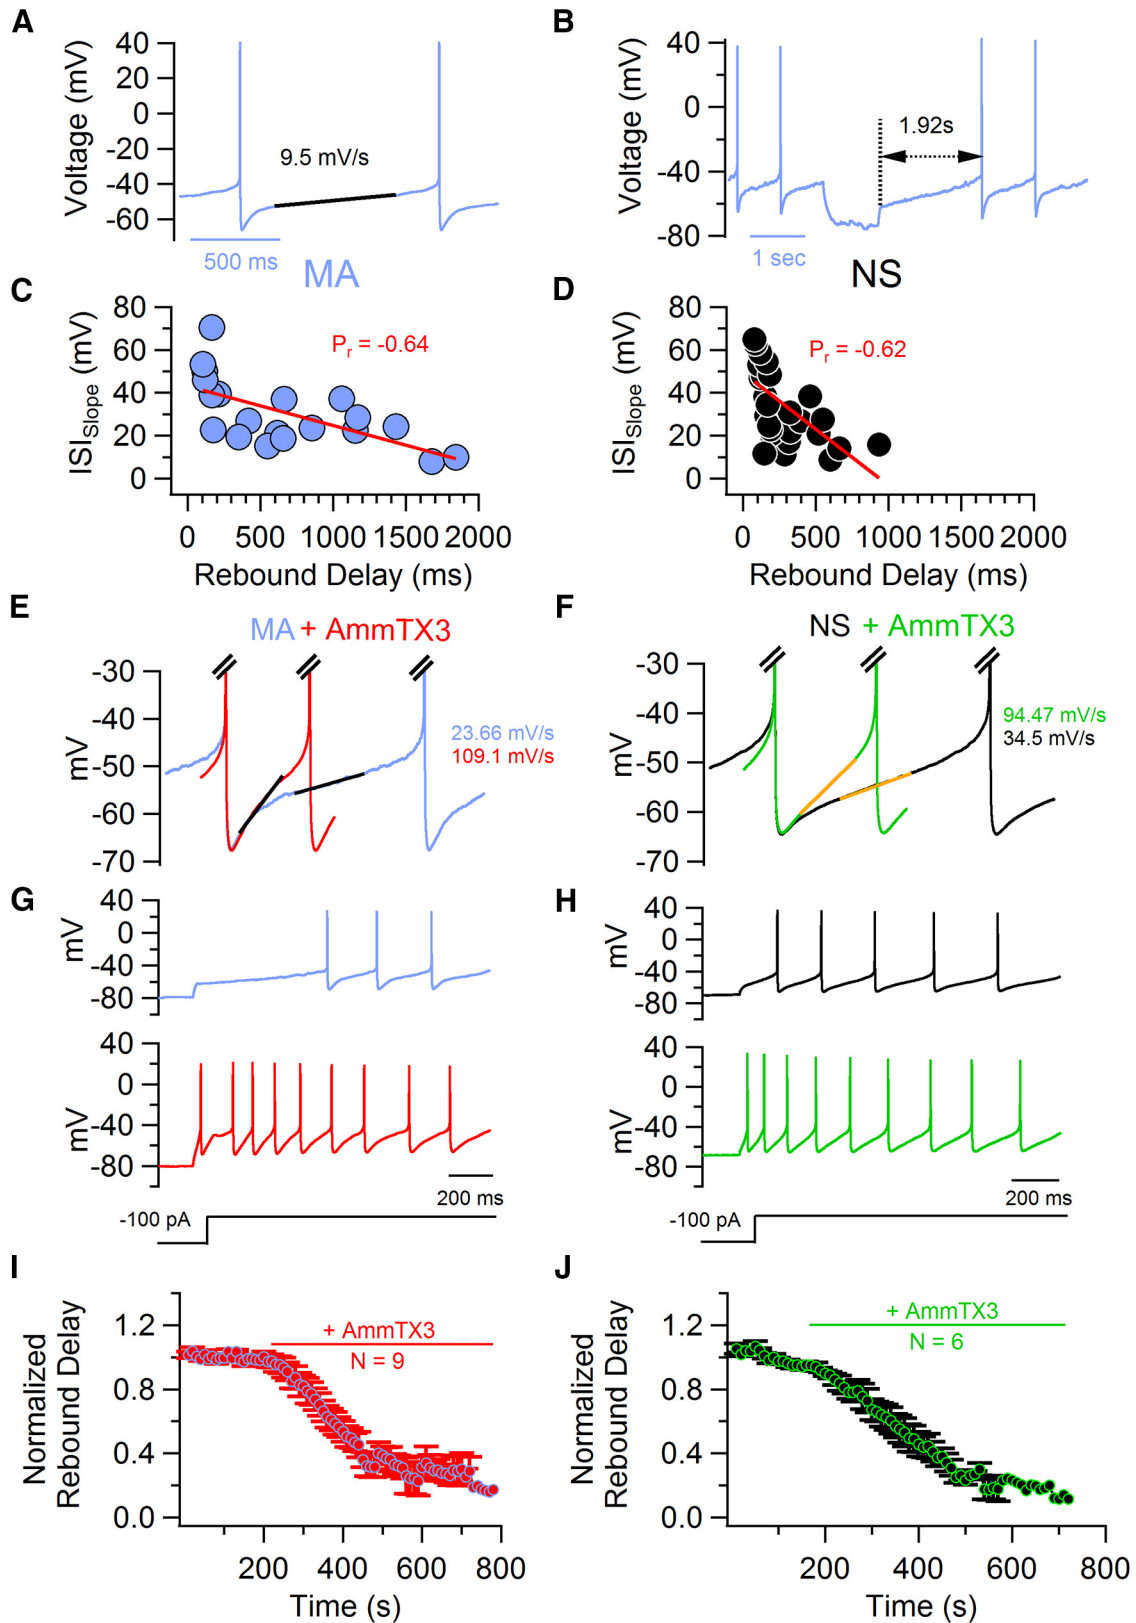 A
Voltage (mV)
40
20
0
-20
-40
-60
9.5 mV/s
500 ms
B
Voltage (mV)
40
0
-40
-80
1.92s
1 sec
MA
NS
C
ISISlope (mV)
80
60
40
20
0
Pr = -0.64
0 500 1000 1500 2000
Rebound Delay (ms)
D
ISISlope (mV)
80
60
40
20
0
Pr = -0.62
0 500 1000 1500 2000
Rebound Delay (ms)
E
MA + AmmTX3
mV
-30
-40
-50
-60
-70
23.66 mV/s
109.1 mV/s
F
NS + AmmTX3
mV
-30
-40
-50
-60
-70
94.47 mV/s
34.5 mV/s
G
mV
40
0
-40
-80
mV
40
0
-40
-80
200 ms
-100 pA
H
mV
40
0
-40
-80
mV
40
0
-40
-80
200 ms
-100 pA
I
Normalized
Rebound Delay
1.2
0.8
0.4
0.0
+ AmmTX3
N = 9
200 400 600 800
Time (s)
J
Normalized
Rebound Delay
1.2
0.8
0.4
0.0
+ AmmTX3
N = 6
200 400 600 800
Time (s)